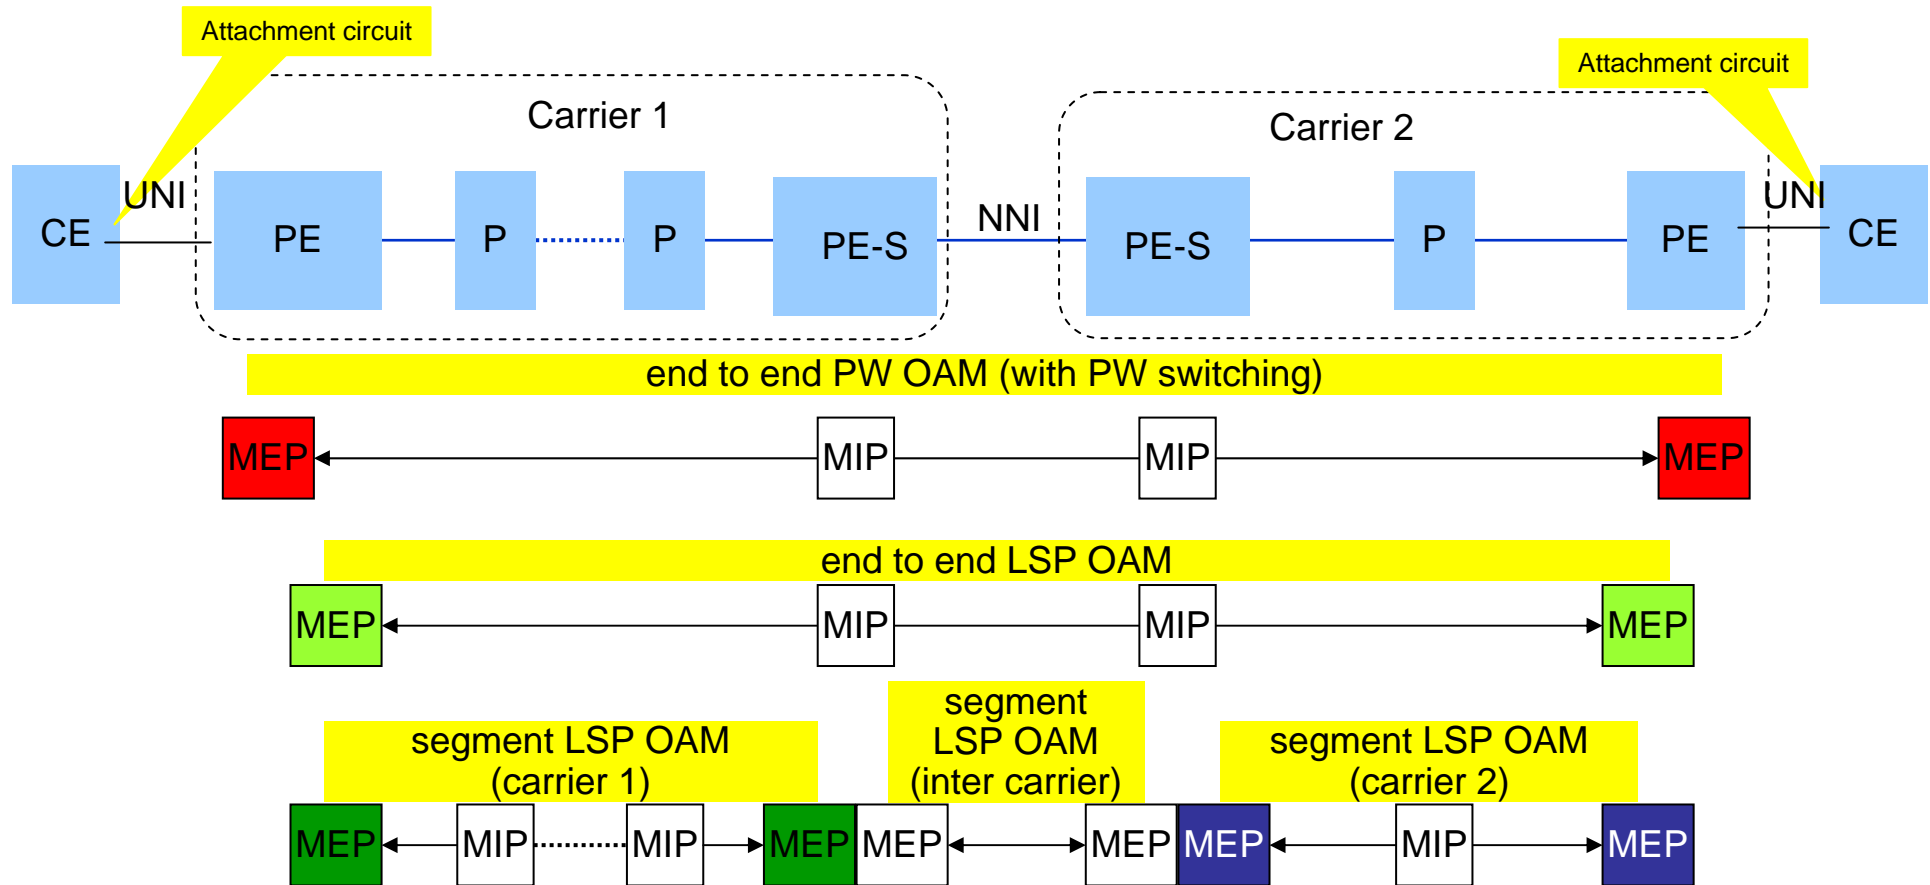 Attachment circuit
Attachment circuit
Carrier 1
Carrier 2
CE
UNI
PE
P
P
PE-S
NNI
PE-S
P
PE
UNI
CE
end to end PW OAM (with PW switching)
MEP
MIP
MIP
MEP
end to end LSP OAM
MEP
MIP
MIP
MEP
segment LSP OAM
(carrier 1)
segment
LSP OAM
(inter carrier)
segment LSP OAM
(carrier 2)
MEP
MIP
MIP
MEP
MEP
MEP
MEP
MIP
MEP